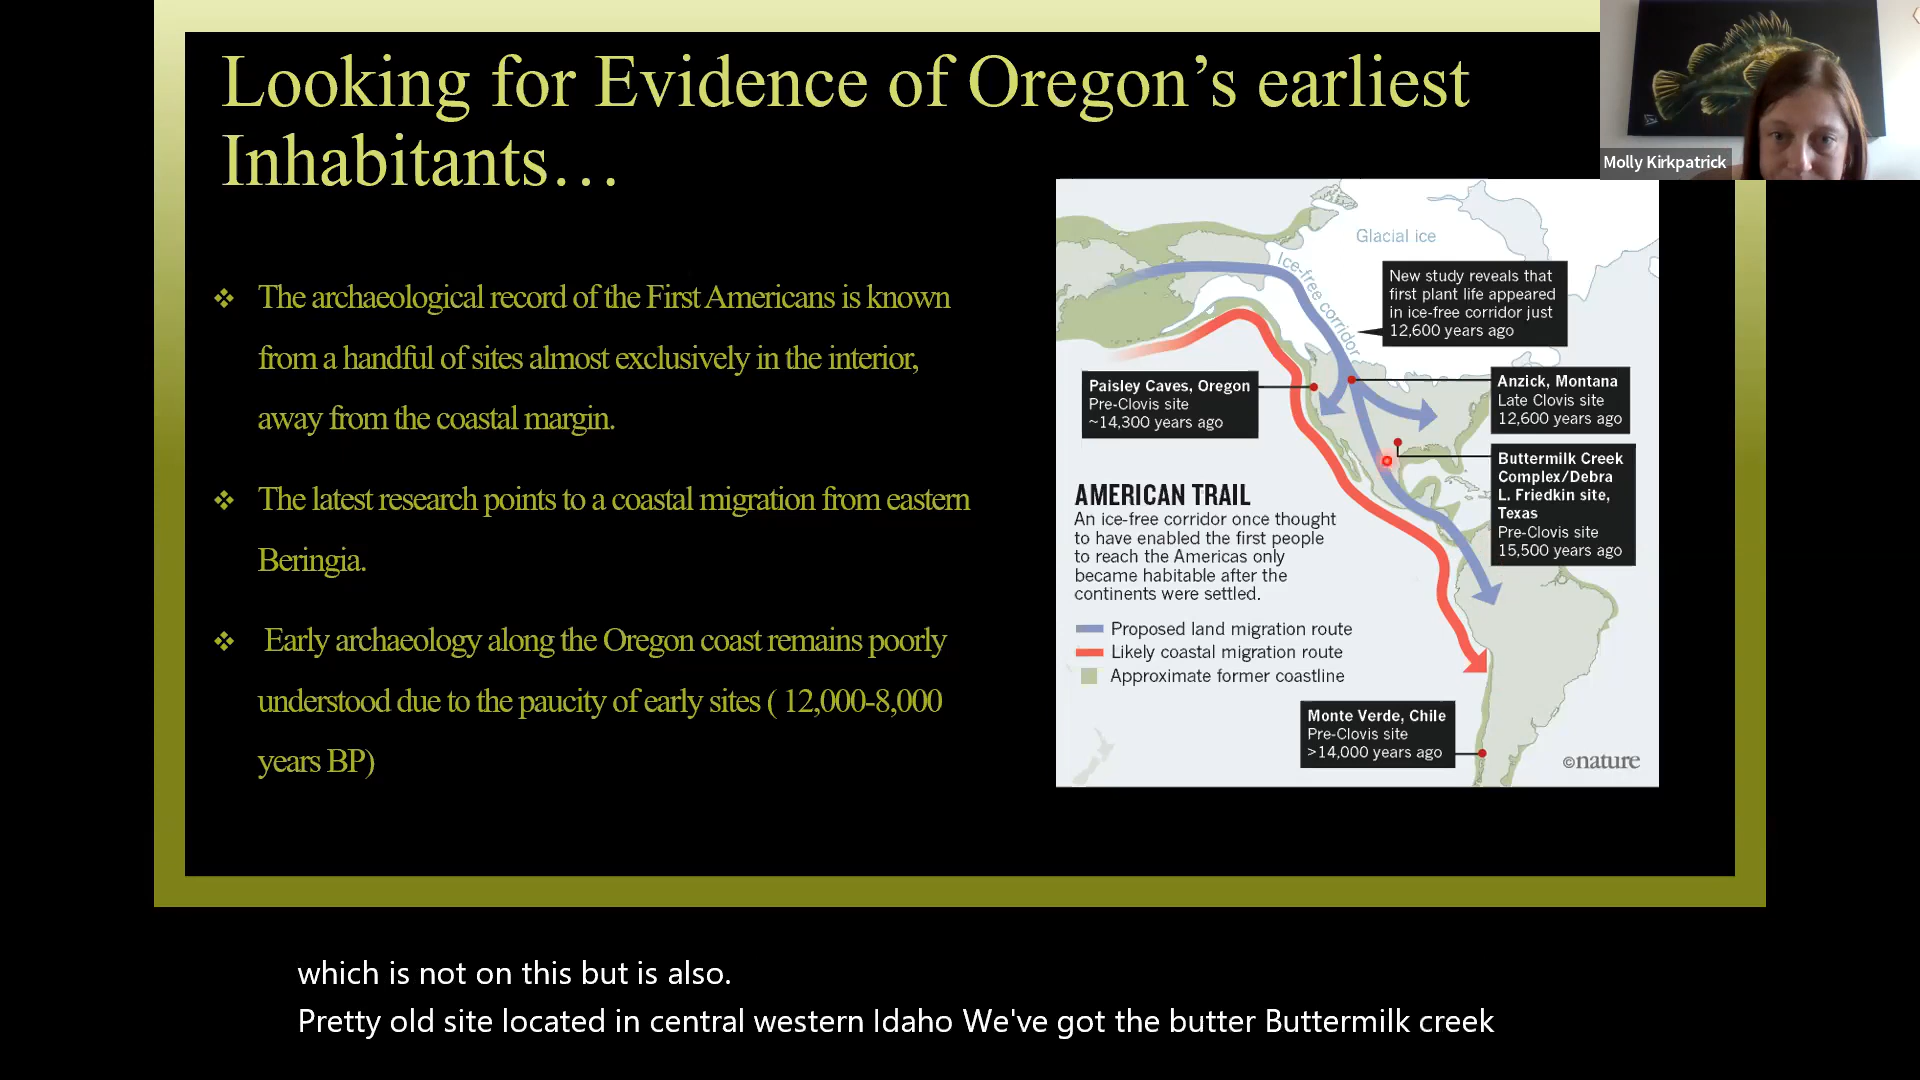 Looking for Evidence of Oregon’s earliest
Inhabitants…
Molly Kirkpatrick
❖ The archaeological record of the First Americans is known
from a handful of sites almost exclusively in the interior,
away from the coastal margin.
❖ The latest research points to a coastal migration from eastern
Beringia.
❖ Early archaeology along the Oregon coast remains poorly
understood due to the paucity of early sites ( 12,000-8,000
years BP)
Glacial ice
Ice-free corridor
New study reveals that
first plant life appeared
in ice-free corridor just
12,600 years ago
Paisley Caves, Oregon
Pre-Clovis site
~14,300 years ago
Anzick, Montana
Late Clovis site
12,600 years ago
Buttermilk Creek
Complex/Debra
L. Friedkin site,
Texas
Pre-Clovis site
15,500 years ago
AMERICAN TRAIL
An ice-free corridor once thought
to have enabled the first people
to reach the Americas only
became habitable after the
continents were settled.
Proposed land migration route
Likely coastal migration route
Approximate former coastline
Monte Verde, Chile
Pre-Clovis site
>14,000 years ago
©nature
which is not on this but is also.
Pretty old site located in central western Idaho We've got the butter Buttermilk creek